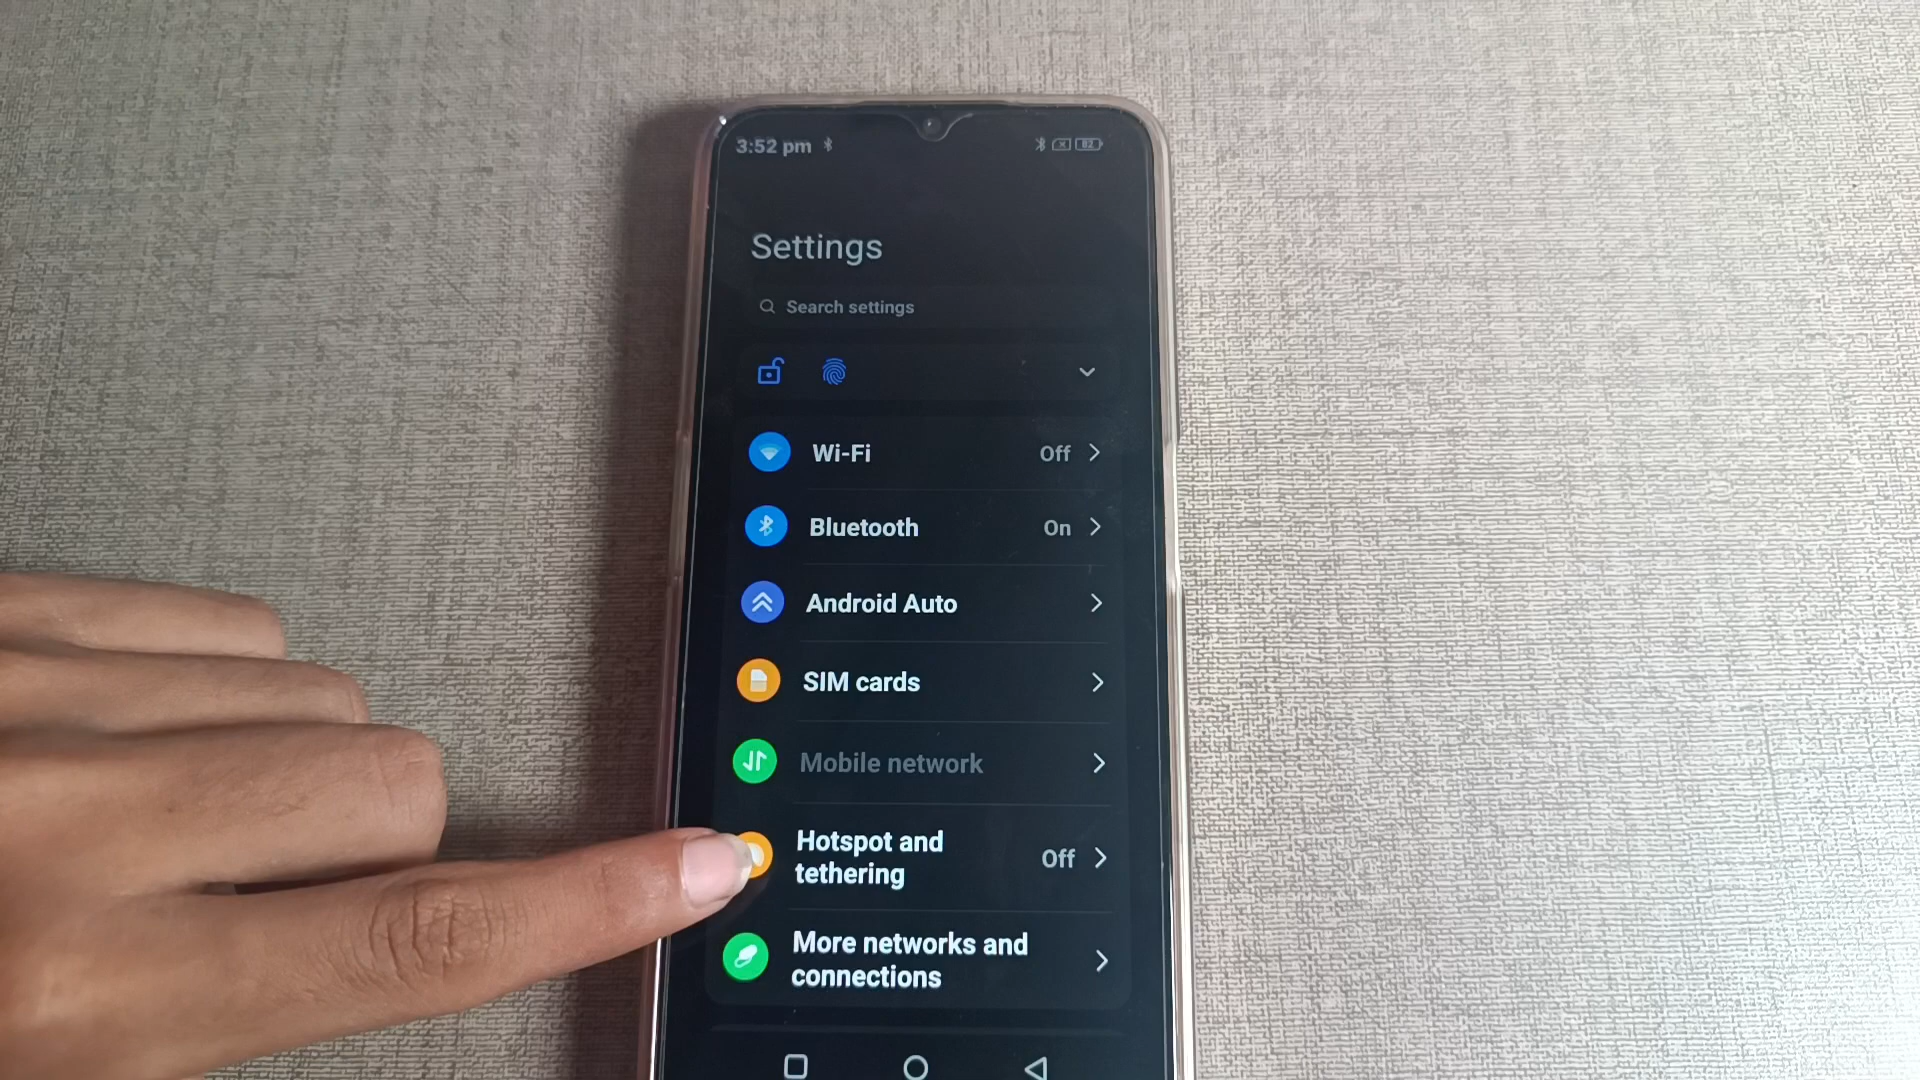 3:52 pm
82
Settings
Search settings
Wi-Fi Off
Bluetooth On
Android Auto
SIM cards
Mobile network
Hotspot and
tethering
Off
More networks and
connections